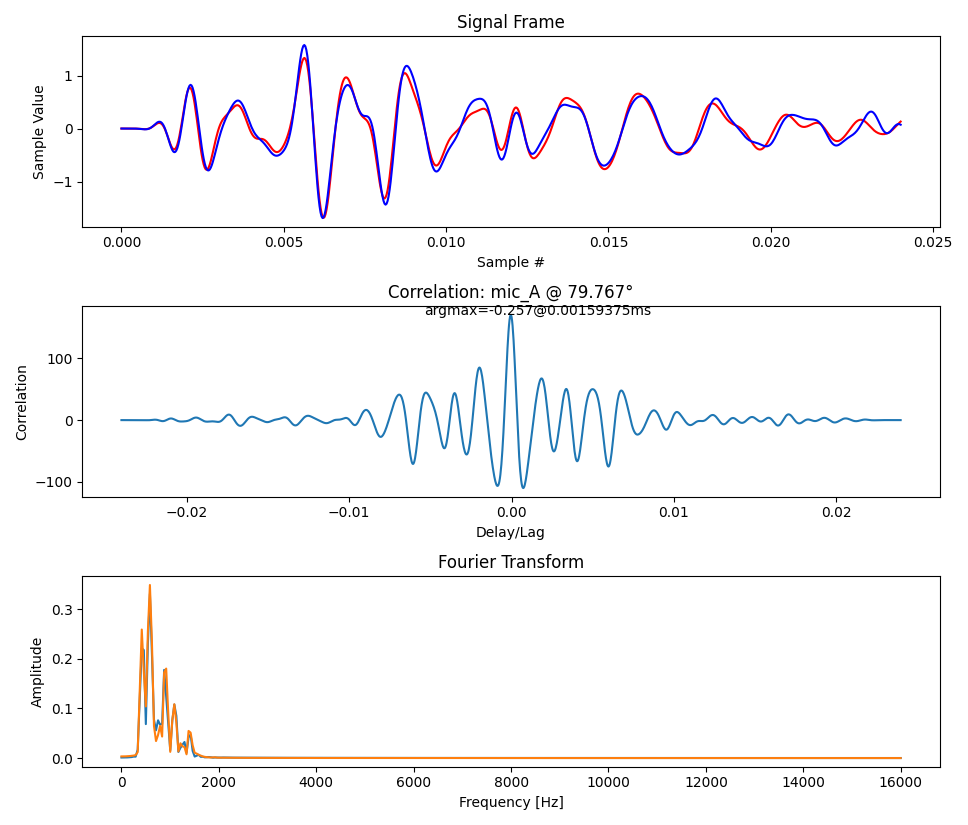 Signal Frame
Sample Value
1
0
−1
0.000 0.005 0.010 0.015 0.020 0.025
Sample #
Correlation: mic_A @ 79.767°
argmax=-0.257@0.00159375ms
Correlation
100
0
−100
−0.02 −0.01 0.00 0.01 0.02
Delay/Lag
Fourier Transform
Amplitude
0.3
0.2
0.1
0.0
0 2000 4000 6000 8000 10000 12000 14000 16000
Frequency [Hz]